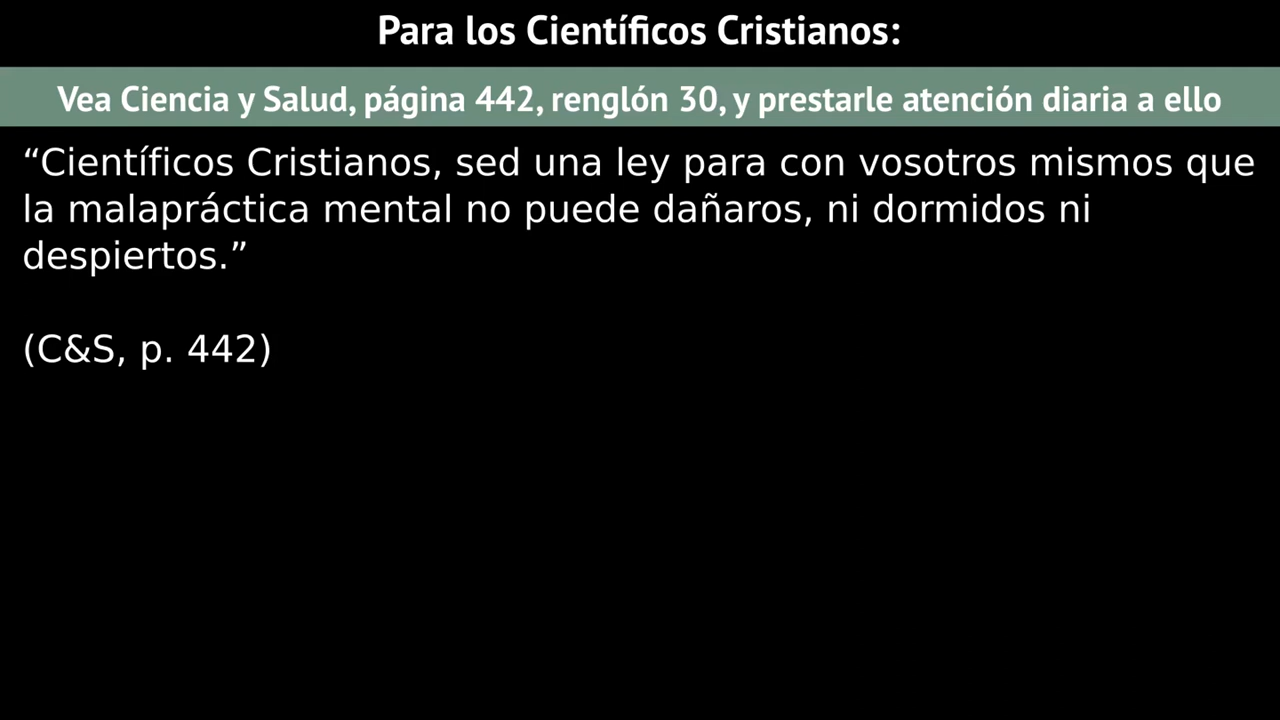 Para los Científicos Cristianos:
Vea Ciencia y Salud, página 442, renglón 30, y prestarle atención diaria a ello
“Científicos Cristianos, sed una ley para con vosotros mismos que
la malapráctica mental no puede dañaros, ni dormidos ni
despiertos.”
(C&S, p. 442)